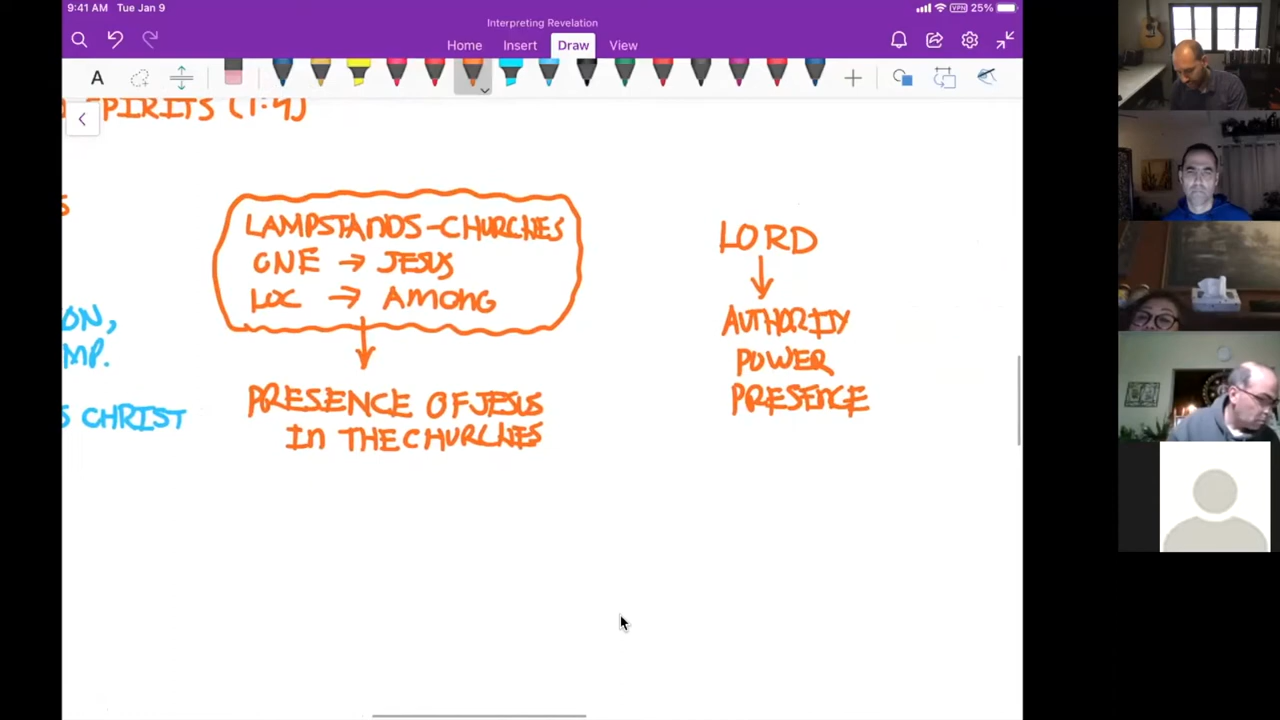 9:41 AM Tue Jan 9
VPN 25%
Interpreting Revelation
Home Insert Draw View
PIRITS (1:4)
S
ON,
MP.
S CHRIST
LAMPSTANDS-CHURCHES
ONE → JESUS
LOC → AMONG
PRESENCE OF JESUS
IN THE CHURCHES
LORD
AUTHORITY
POWER
PRESENCE